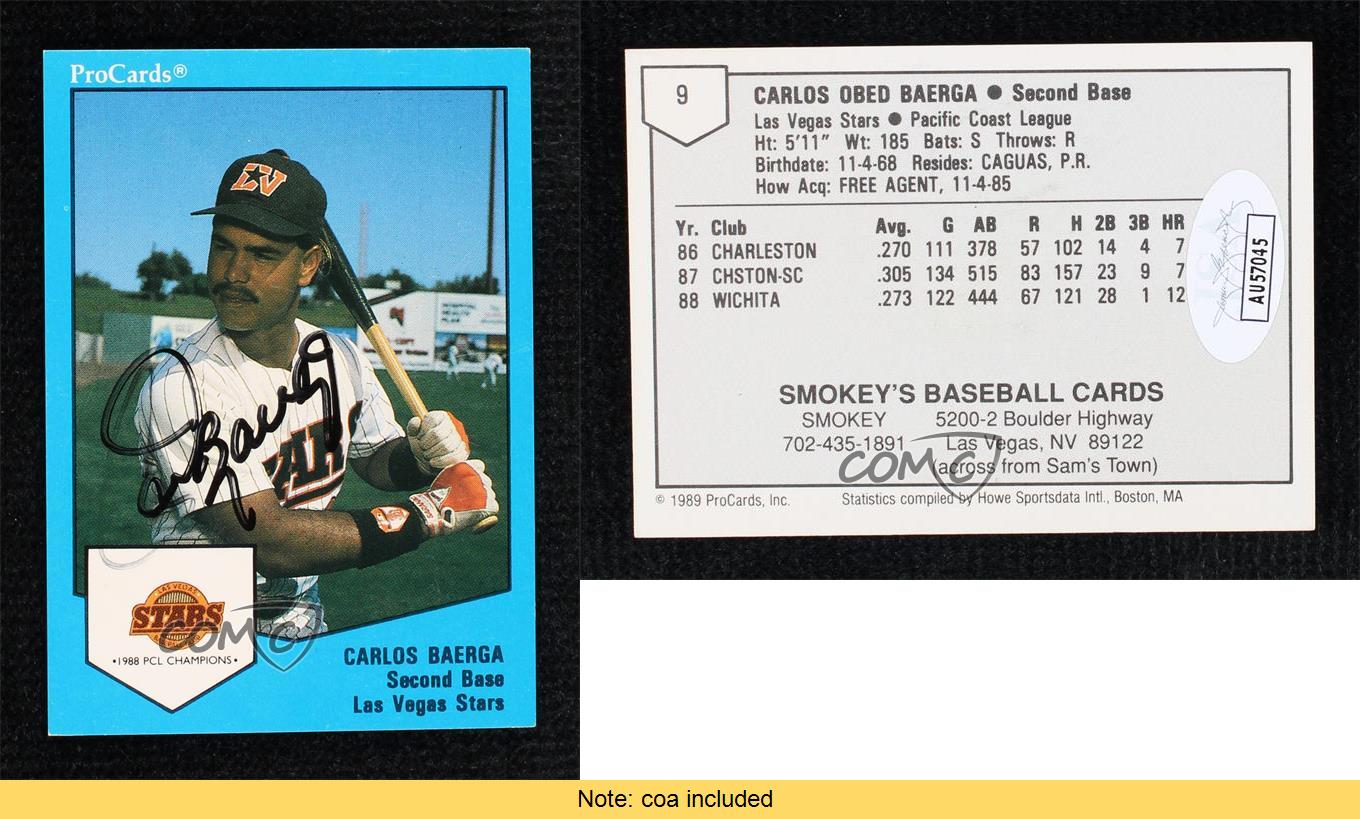 ProCards®
LV
STARS
LAS VEGAS
STARS
•1988 PCL CHAMPIONS•
COMC
CARLOS BAERGA
Second Base
Las Vegas Stars
9
CARLOS OBED BAERGA ● Second Base
Las Vegas Stars ● Pacific Coast League
Ht: 5'11" Wt: 185 Bats: S Throws: R
Birthdate: 11-4-68 Resides: CAGUAS, P.R.
How Acq: FREE AGENT, 11-4-85
Yr. Club Avg. G AB R H 2B 3B HR
86 CHARLESTON .270 111 378 57 102 14 4 7
87 CHSTON-SC .305 134 515 83 157 23 9 7
88 WICHITA .273 122 444 67 121 28 1 12
AU57045
SMOKEY'S BASEBALL CARDS
SMOKEY 5200-2 Boulder Highway
702-435-1891 Las Vegas, NV 89122
(across from Sam's Town)
COMC
© 1989 ProCards, Inc. Statistics compiled by Howe Sportsdata Intl., Boston, MA
Note: coa included